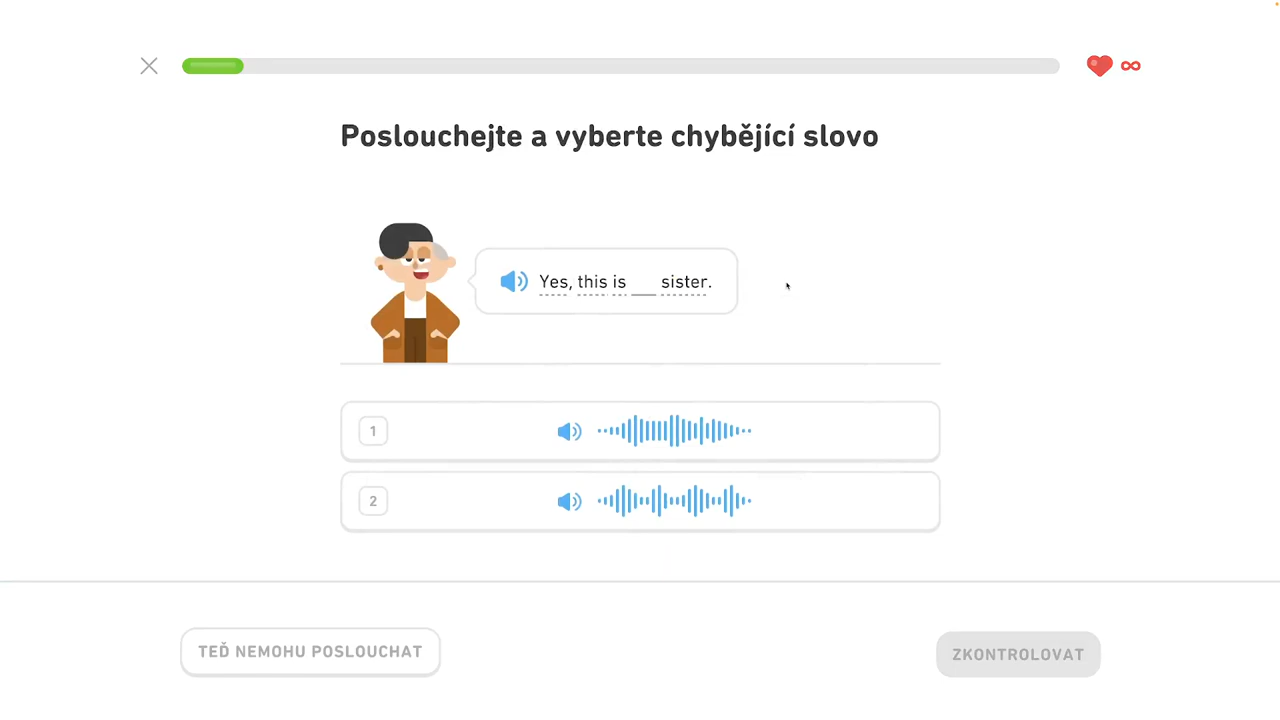 Poslouchejte a vyberte chybějící slovo
Yes, this is ___ sister.
1
2
TEĎ NEMOHU POSLOUCHAT
ZKONTROLOVAT